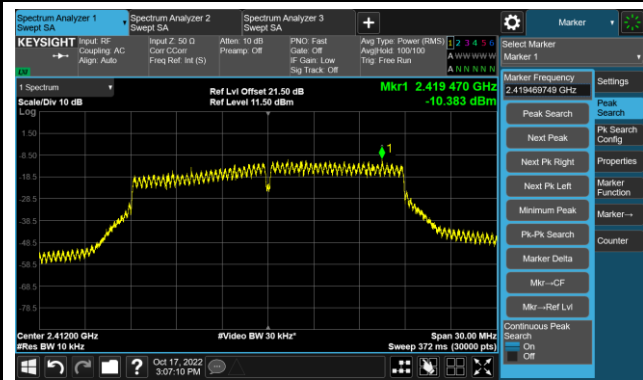 Spectrum Analyzer 1
Swept SA
Spectrum Analyzer 2
Swept SA
Spectrum Analyzer 3
Swept SA
+
Marker
KEYSIGHT
Input: RF
Coupling: AC
Align: Auto
Input Z: 50 Ω
Corr CCorr
Freq Ref: Int (S)
Atten: 10 dB
Preamp: Off
PNO: Fast
Gate: Off
IF Gain: Low
Sig Track: Off
Avg Type: Power (RMS)
Avg|Hold: 100/100
Trig: Free Run
1 2 3 4 5 6
A W W W W W
A N N N N N
LVI
Select Marker
Marker 1
1 Spectrum
Scale/Div 10 dB
Log
Ref Lvl Offset 21.50 dB
Ref Level 11.50 dBm
Mkr1 2.419 470 GHz
-10.383 dBm
1.50
-8.50
-18.5
-28.5
-38.5
-48.5
-58.5
-68.5
-78.5
1
Center 2.41200 GHz
#Res BW 10 kHz
#Video BW 30 kHz*
Span 30.00 MHz
Sweep 372 ms (30000 pts)
Marker Frequency
2.419469749 GHz
Peak Search
Next Peak
Next Pk Right
Next Pk Left
Minimum Peak
Pk-Pk Search
Marker Delta
Mkr→CF
Mkr→Ref Lvl
Continuous Peak
Search
On
Off
Settings
Peak
Search
Pk Search
Config
Properties
Marker
Function
Marker→
Counter
?
Oct 17, 2022
3:07:10 PM